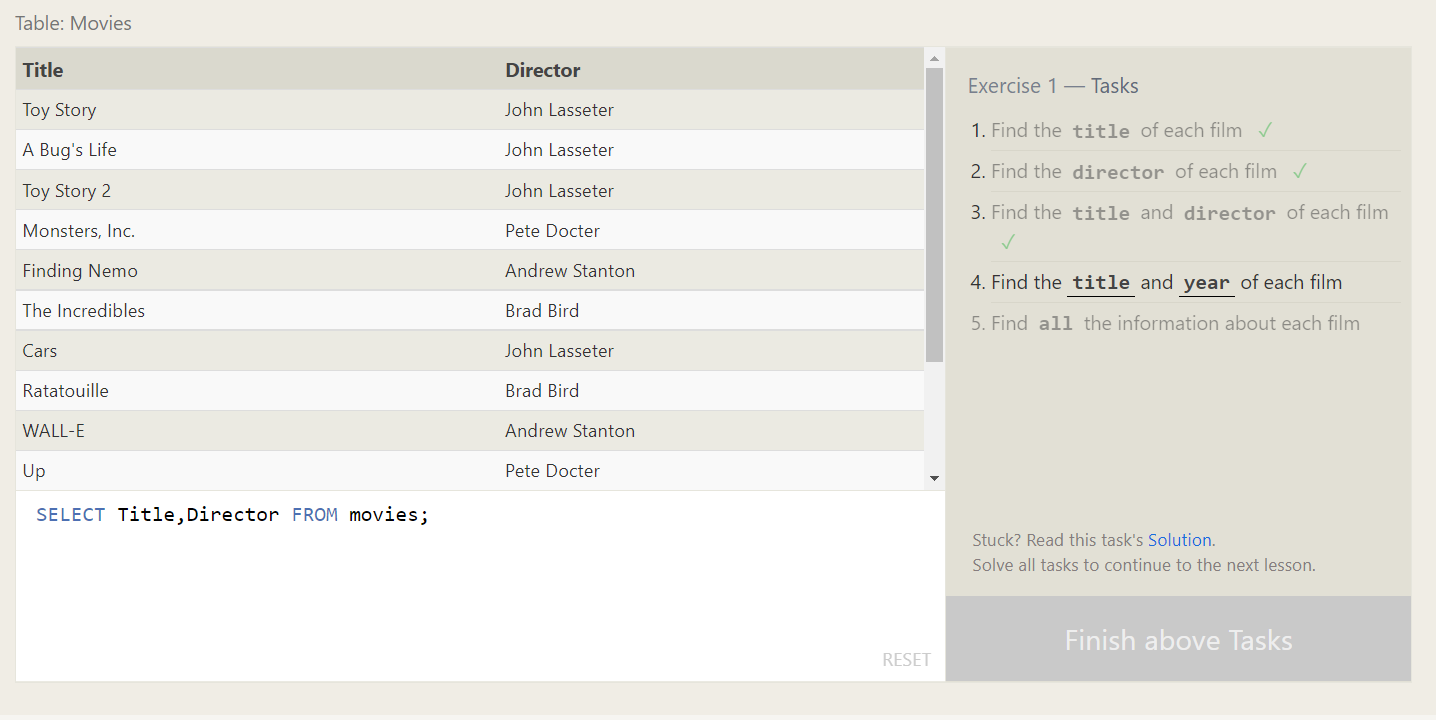 Table: Movies
Title Director
Toy Story John Lasseter
A Bug's Life John Lasseter
Toy Story 2 John Lasseter
Monsters, Inc. Pete Docter
Finding Nemo Andrew Stanton
The Incredibles Brad Bird
Cars John Lasseter
Ratatouille Brad Bird
WALL-E Andrew Stanton
Up Pete Docter
SELECT Title,Director FROM movies;
RESET
Exercise 1 — Tasks
1. Find the title of each film ✓
2. Find the director of each film ✓
3. Find the title and director of each film
✓
4. Find the title and year of each film
5. Find all the information about each film
Stuck? Read this task's Solution.
Solve all tasks to continue to the next lesson.
Finish above Tasks